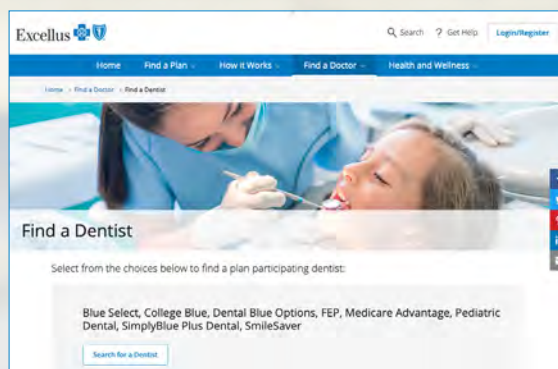 Excellus
Search ? Get Help Login/Register
Home Find a Plan How it Works Find a Doctor Health and Wellness
Home > Find a Doctor > Find a Dentist
Find a Dentist
Select from the choices below to find a plan participating dentist:
Blue Select, College Blue, Dental Blue Options, FEP, Medicare Advantage, Pediatric
Dental, SimplyBlue Plus Dental, SmileSaver
Search for a Dentist